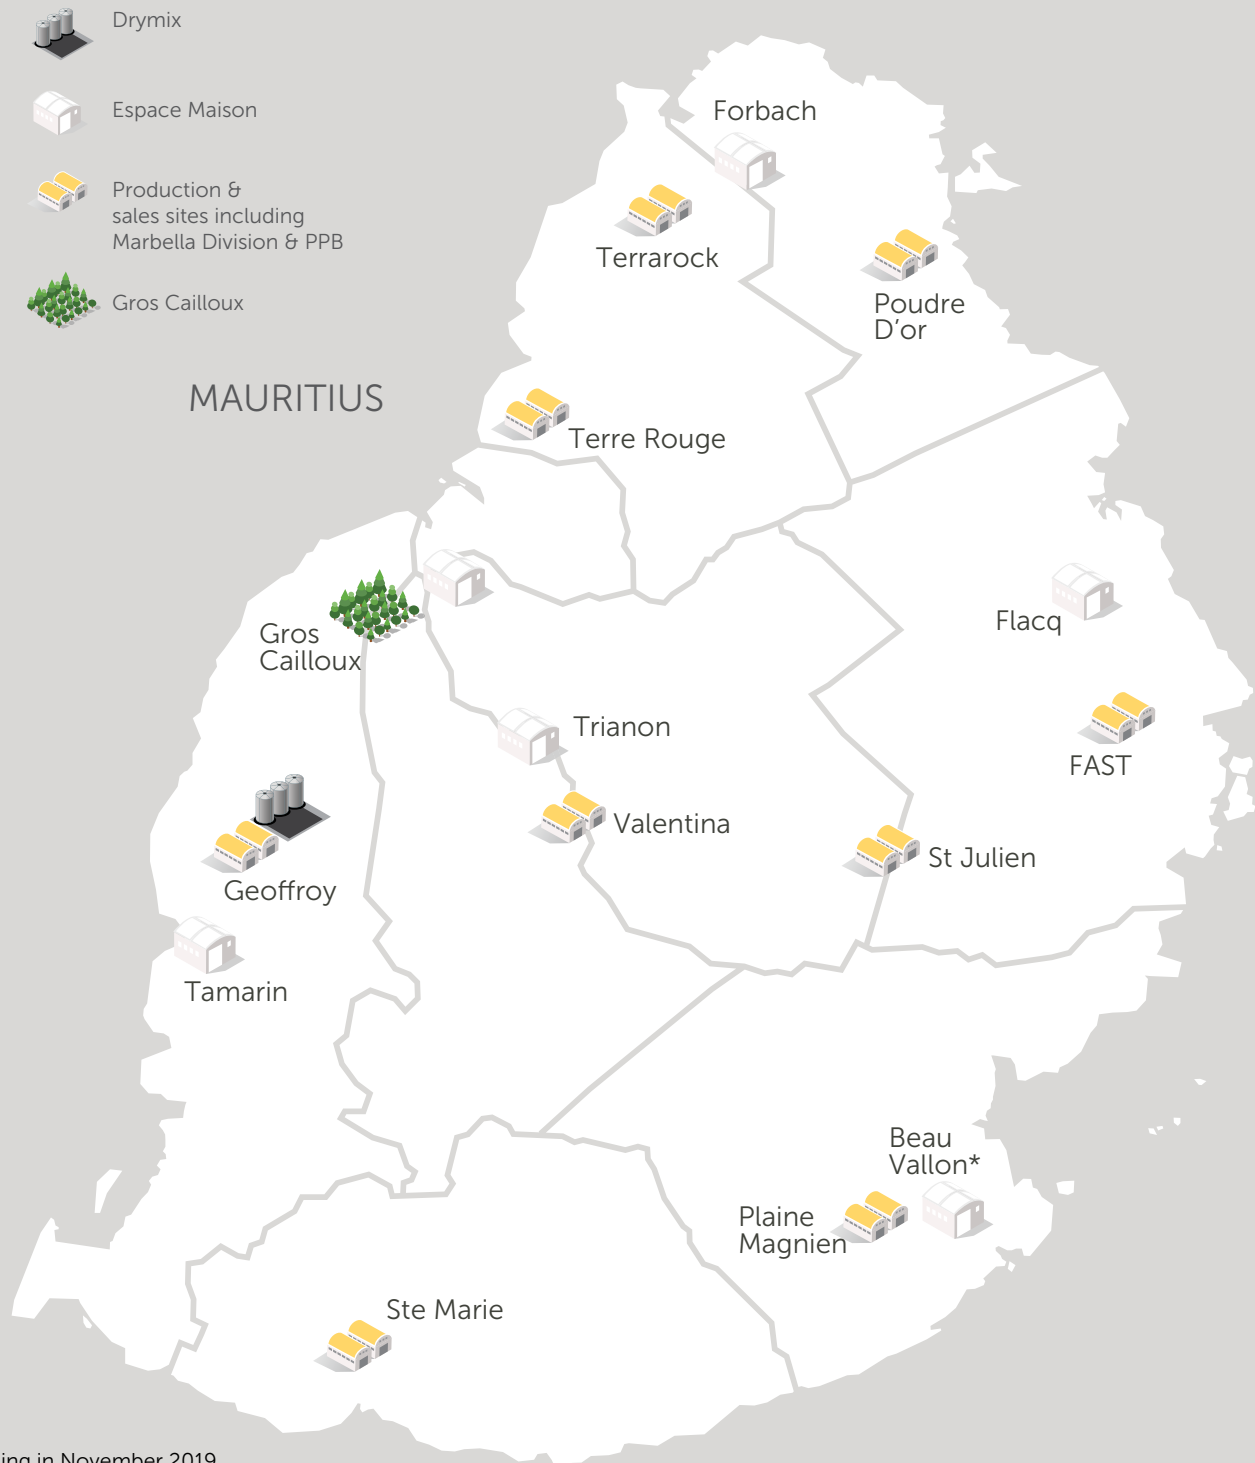 Drymix
Espace Maison
Production &
sales sites including
Marbella Division & PPB
Gros Cailloux
MAURITIUS
Forbach
Terrarock
Poudre
D'or
Terre Rouge
Gros
Cailloux
Flacq
Trianon
FAST
Valentina
St Julien
Geoffroy
Tamarin
Beau
Vallon*
Plaine
Magnien
Ste Marie
in November 2019